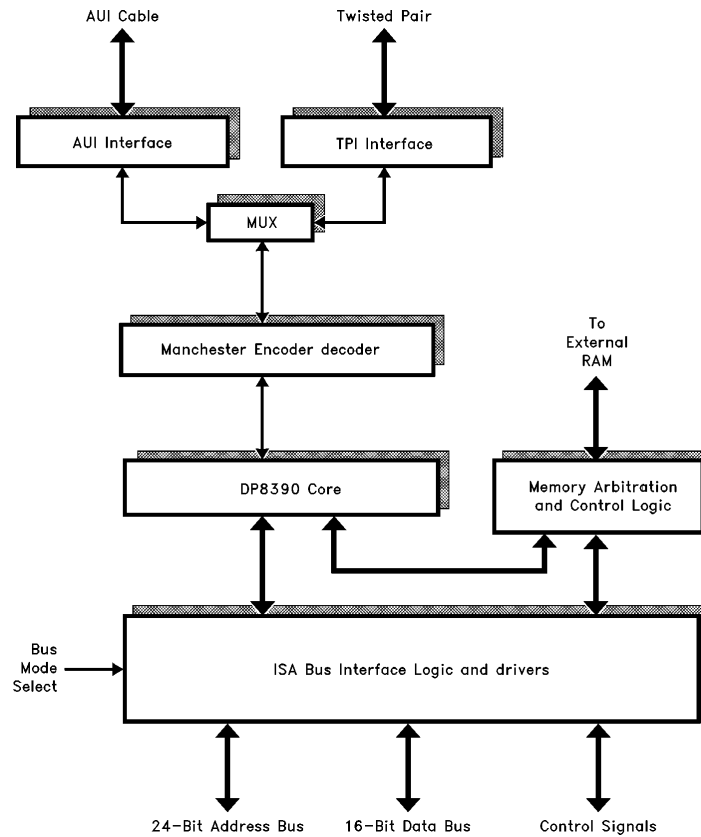 AUI Cable
Twisted Pair
AUI Interface
TPI Interface
MUX
Manchester Encoder decoder
To
External
RAM
DP8390 Core
Memory Arbitration
and Control Logic
Bus
Mode
Select
ISA Bus Interface Logic and drivers
24-Bit Address Bus
16-Bit Data Bus
Control Signals